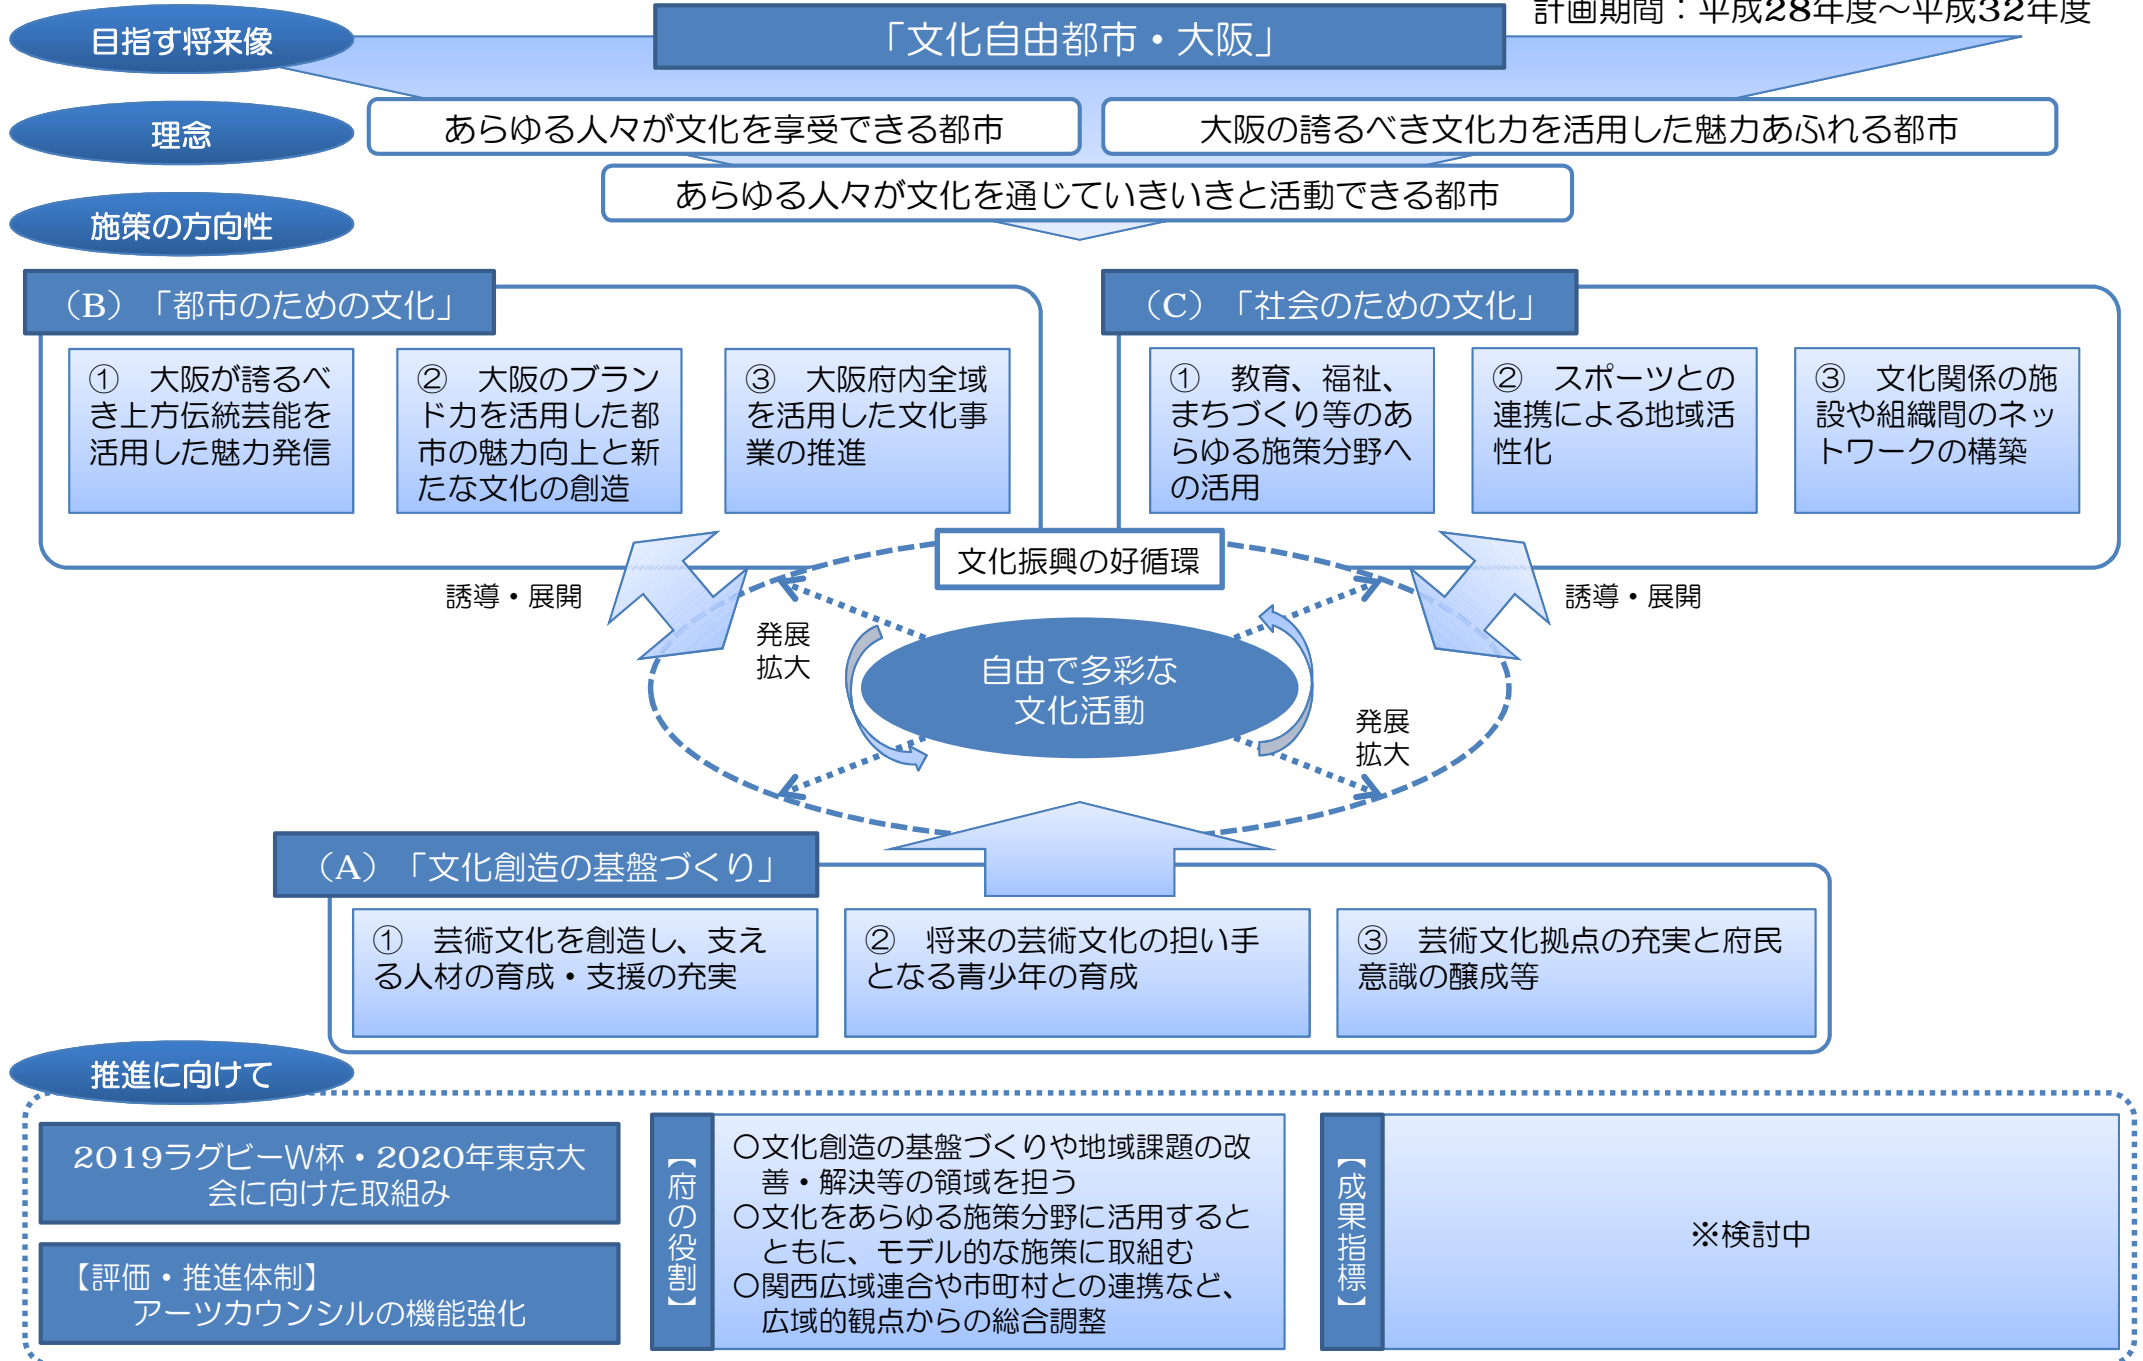 計画期間：平成28年度～平成32年度
目指す将来像
「文化自由都市・大阪」
理念
あらゆる人々が文化を享受できる都市
大阪の誇るべき文化力を活用した魅力あふれる都市
あらゆる人々が文化を通じていきいきと活動できる都市
施策の方向性
（B）「都市のための文化」
① 大阪が誇るべ
き上方伝統芸能を
活用した魅力発信
② 大阪のブラン
ド力を活用した都
市の魅力向上と新
たな文化の創造
③ 大阪府内全域
を活用した文化事
業の推進
（C）「社会のための文化」
① 教育、福祉、
まちづくり等のあ
らゆる施策分野へ
の活用
② スポーツとの
連携による地域活
性化
③ 文化関係の施
設や組織間のネッ
トワークの構築
文化振興の好循環
誘導・展開
誘導・展開
発展
拡大
自由で多彩な
文化活動
発展
拡大
（A）「文化創造の基盤づくり」
① 芸術文化を創造し、支え
る人材の育成・支援の充実
② 将来の芸術文化の担い手
となる青少年の育成
③ 芸術文化拠点の充実と府民
意識の醸成等
推進に向けて
2019ラグビーW杯・2020年東京大
会に向けた取組み
【評価・推進体制】
アーツカウンシルの機能強化
【府の役割】
○文化創造の基盤づくりや地域課題の改
善・解決等の領域を担う
○文化をあらゆる施策分野に活用すると
ともに、モデル的な施策に取組む
○関西広域連合や市町村との連携など、
広域的観点からの総合調整
【成果指標】
※検討中